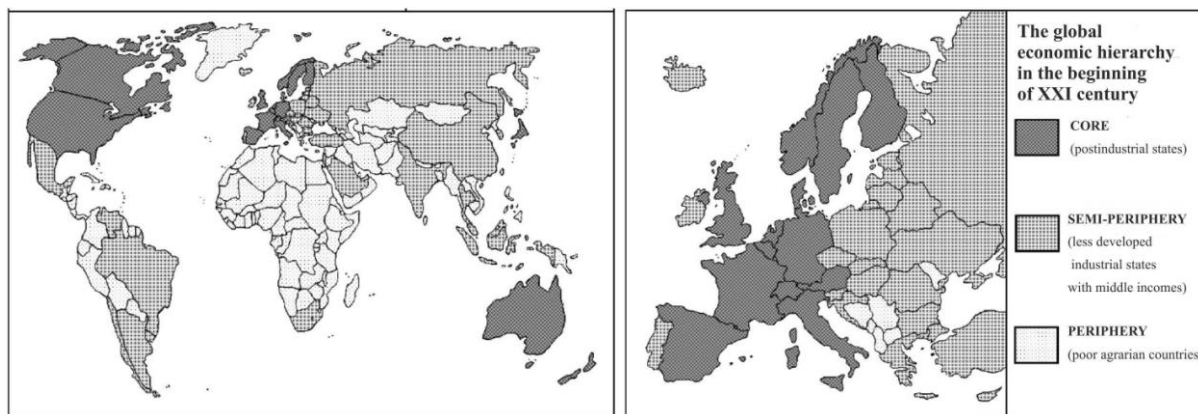 The global
economic hierarchy
in the beginning
of XXI century
CORE
(postindustrial states)
SEMI-PERIPHERY
(less developed
industrial states
with middle incomes)
PERIPHERY
(poor agrarian countries